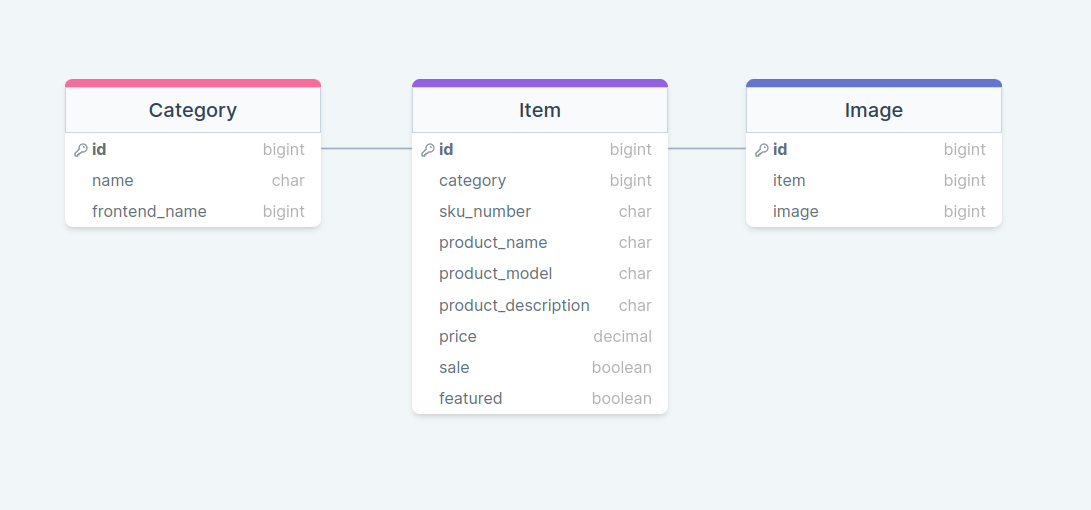 Category
id bigint
name char
frontend_name bigint
Item
id bigint
category bigint
sku_number char
product_name char
product_model char
product_description char
price decimal
sale boolean
featured boolean
Image
id bigint
item bigint
image bigint